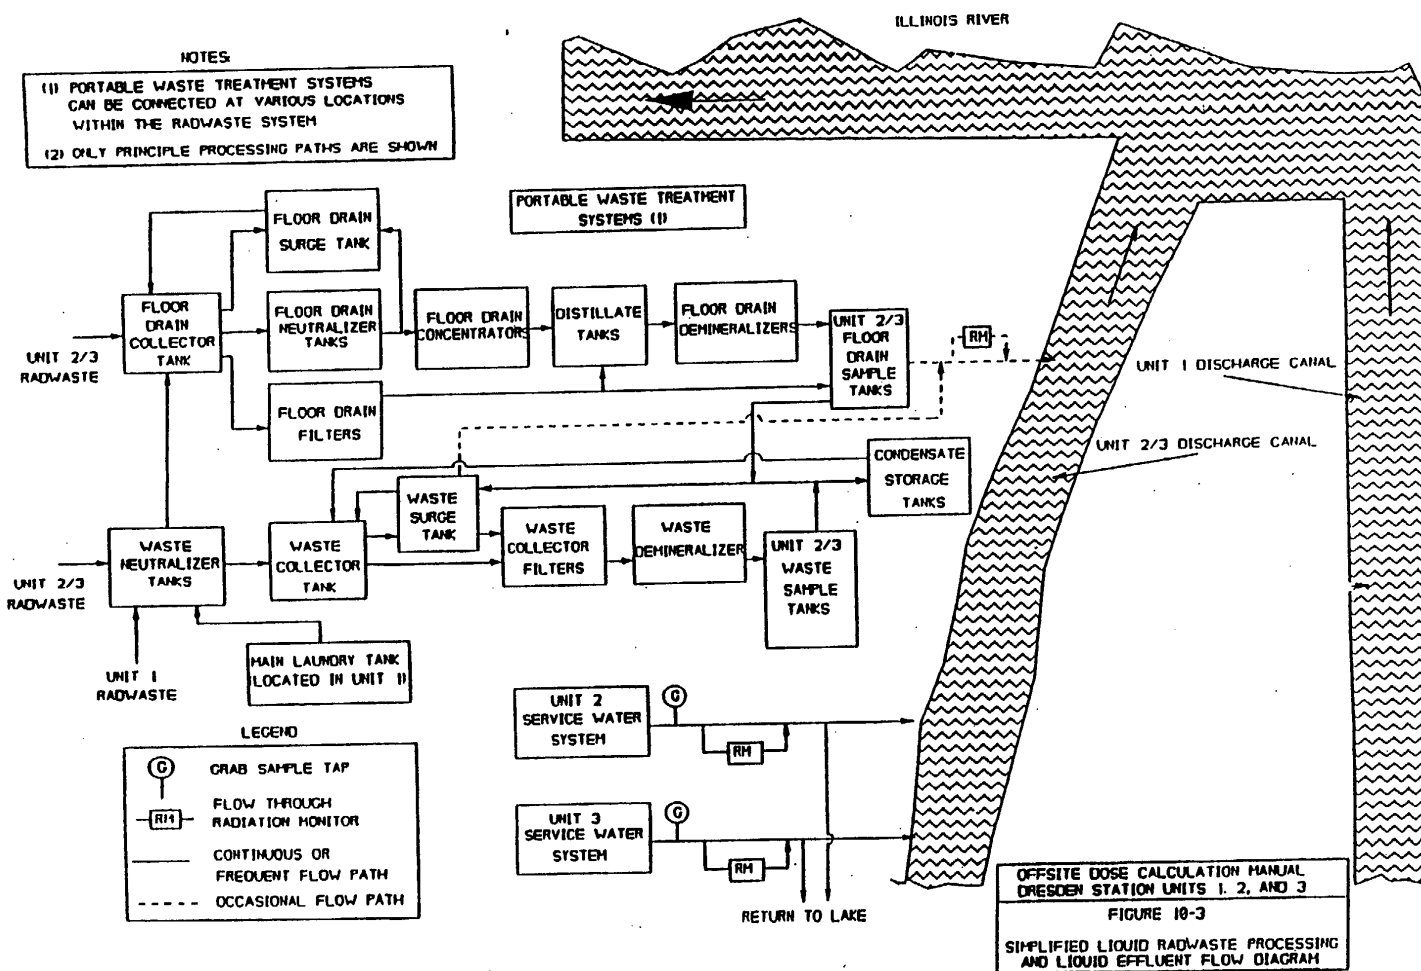 ILLINOIS RIVER
NOTES:
(1) PORTABLE WASTE TREATMENT SYSTEMS
CAN BE CONNECTED AT VARIOUS LOCATIONS
WITHIN THE RADWASTE SYSTEM
(2) ONLY PRINCIPLE PROCESSING PATHS ARE SHOWN
PORTABLE WASTE TREATMENT
SYSTEMS (1)
FLOOR DRAIN
SURGE TANK
FLOOR
DRAIN
COLLECTOR
TANK
FLOOR DRAIN
NEUTRALIZER
TANKS
FLOOR DRAIN
CONCENTRATORS
DISTILLATE
TANKS
FLOOR DRAIN
DEMINERALIZERS
UNIT 2/3
FLOOR
DRAIN
SAMPLE
TANKS
RM
UNIT 2/3
RADWASTE
FLOOR DRAIN
FILTERS
UNIT 1 DISCHARGE CANAL
UNIT 2/3 DISCHARGE CANAL
CONDENSATE
STORAGE
TANKS
WASTE
SURGE
TANK
WASTE
NEUTRALIZER
TANKS
WASTE
COLLECTOR
TANK
WASTE
COLLECTOR
FILTERS
WASTE
DEMINERALIZER
UNIT 2/3
WASTE
SAMPLE
TANKS
UNIT 2/3
RADWASTE
UNIT 1
RADWASTE
MAIN LAUNDRY TANK
(LOCATED IN UNIT 1)
UNIT 2
SERVICE WATER
SYSTEM
G
RM
UNIT 3
SERVICE WATER
SYSTEM
G
RM
RETURN TO LAKE
LEGEND
G
GRAB SAMPLE TAP
RM
FLOW THROUGH
RADIATION MONITOR
CONTINUOUS OR
FREQUENT FLOW PATH
OCCASIONAL FLOW PATH
OFFSITE DOSE CALCULATION MANUAL
DRESDEN STATION UNITS 1, 2, AND 3
FIGURE 10-3
SIMPLIFIED LIQUID RADWASTE PROCESSING
AND LIQUID EFFLUENT FLOW DIAGRAM